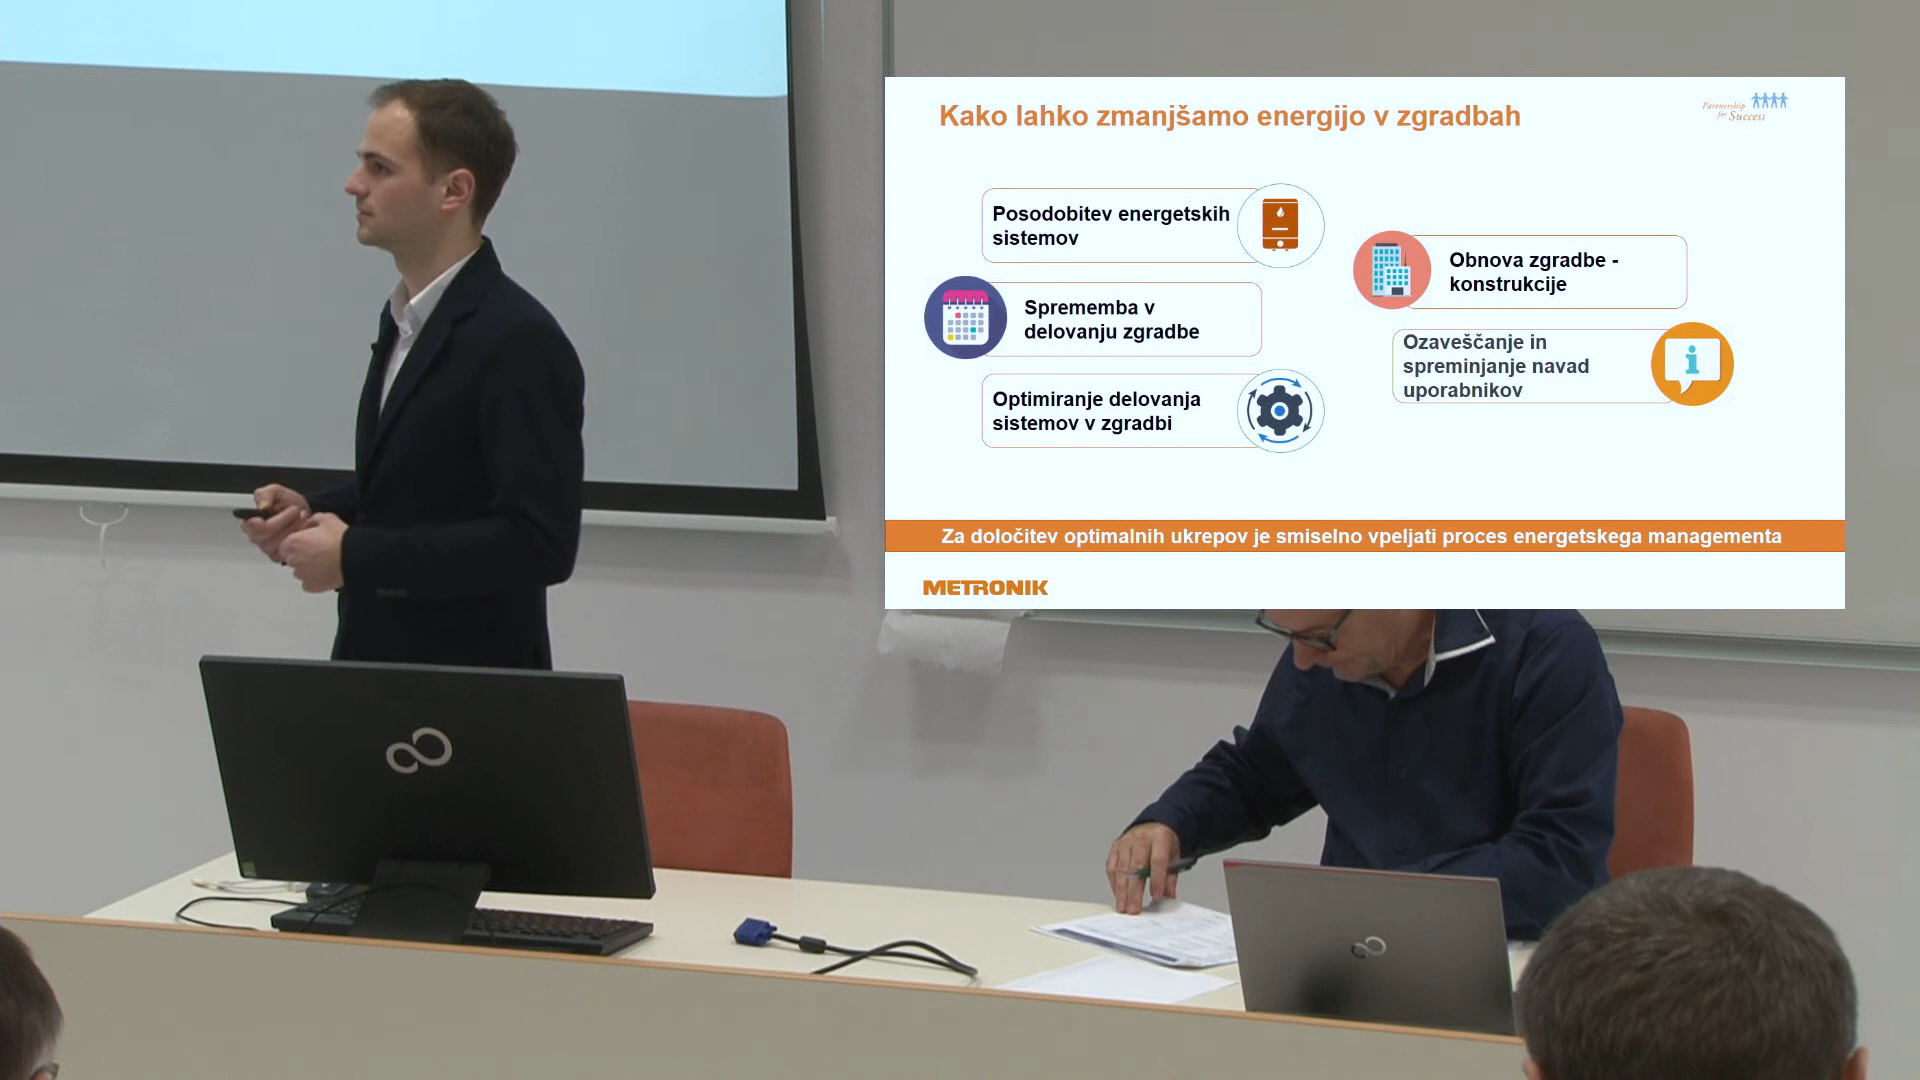 Kako lahko zmanjšamo energijo v zgradbah
Partnership
for Success
Posodobitev energetskih
sistemov
Sprememba v
delovanju zgradbe
Optimiranje delovanja
sistemov v zgradbi
Obnova zgradbe -
konstrukcije
Ozaveščanje in
spreminjanje navad
uporabnikov
Za določitev optimalnih ukrepov je smiselno vpeljati proces energetskega managementa
METRONIK